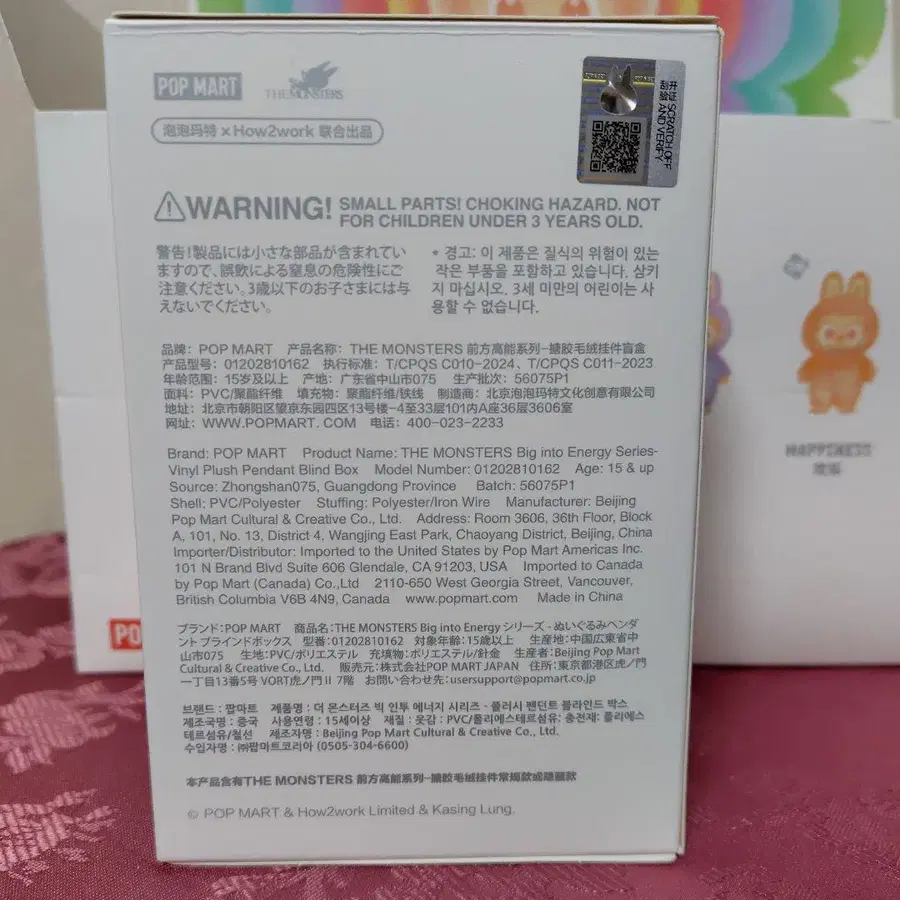 POP MART
THE MONSTERS
泡泡玛特 × How2work 联合出品
SCRATCH OFF
AND VERIFY
WARNING! SMALL PARTS! CHOKING HAZARD. NOT
FOR CHILDREN UNDER 3 YEARS OLD.
警告!製品には小さな部品が含まれてい
ますので、誤飲による窒息の危険性にご
注意ください。3歳以下のお子さまには与
えないでください。
* 경고: 이 제품은 질식의 위험이 있는
작은 부품을 포함하고 있습니다. 삼키
지 마십시오. 3세 미만의 어린이는 사
용할 수 없습니다.
品牌: POP MART 产品名称: THE MONSTERS 前方高能系列-搪胶毛绒挂件盲盒
产品型号: 01202810162 执行标准: T/CPQS C010-2024、T/CPQS C011-2023
年龄范围: 15岁及以上 产地: 广东省中山市075 生产批次: 56075P1
面料: PVC/聚酯纤维 填充物: 聚酯纤维/铁线 制造商: 北京泡泡玛特文化创意有限公司
地址: 北京市朝阳区望京东园四区13号楼-4至33层101内A座36层3606室
网址: WWW.POPMART.COM 电话: 400-023-2233
Brand: POP MART Product Name: THE MONSTERS Big into Energy Series-
Vinyl Plush Pendant Blind Box Model Number: 01202810162 Age: 15 & up
Source: Zhongshan075, Guangdong Province Batch: 56075P1
Shell: PVC/Polyester Stuffing: Polyester/Iron Wire Manufacturer: Beijing
Pop Mart Cultural & Creative Co., Ltd. Address: Room 3606, 36th Floor, Block
A, 101, No. 13, District 4, Wangjing East Park, Chaoyang District, Beijing, China
Importer/Distributor: Imported to the United States by Pop Mart Americas Inc.
101 N Brand Blvd Suite 606 Glendale, CA 91203, USA Imported to Canada
by Pop Mart (Canada) Co.,Ltd 2110-650 West Georgia Street, Vancouver,
British Columbia V6B 4N9, Canada www.popmart.com Made in China
ブランド:POP MART 商品名:THE MONSTERS Big into Energy シリーズ - ぬいぐるみペンダ
ント ブラインドボックス 型番:01202810162 対象年齢:15歳以上 生産地:中国広東省中
山市075 生地:PVC/ポリエステル 充填物:ポリエステル/針金 生産者:Beijing Pop Mart
Cultural & Creative Co., Ltd. 販売元:株式会社POP MART JAPAN 住所:東京都港区虎ノ門
一丁目13番5号 VORT虎ノ門Ⅱ 7階 お問い合わせ先:usersupport@popmart.co.jp
브랜드 : 팝마트 제품명 : 더 몬스터즈 빅 인투 에너지 시리즈 - 플러시 펜던트 블라인드 박스
제조국명 : 중국 사용연령 : 15세이상 재질 : 옷감 : PVC/폴리에스테르섬유: 충전재: 폴리에스
테르섬유/철선 제조자명 : Beijing Pop Mart Cultural & Creative Co., Ltd.
수입자명 : ㈜팝마트코리아 (0505-304-6600)
本产品含有THE MONSTERS 前方高能系列-搪胶毛绒挂件常规款或隐藏款
© POP MART & How2work Limited & Kasing Lung.
PO
HAPPINESS